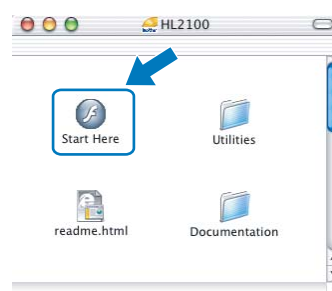 HL2100
Start Here
Utilities
readme.html
Documentation